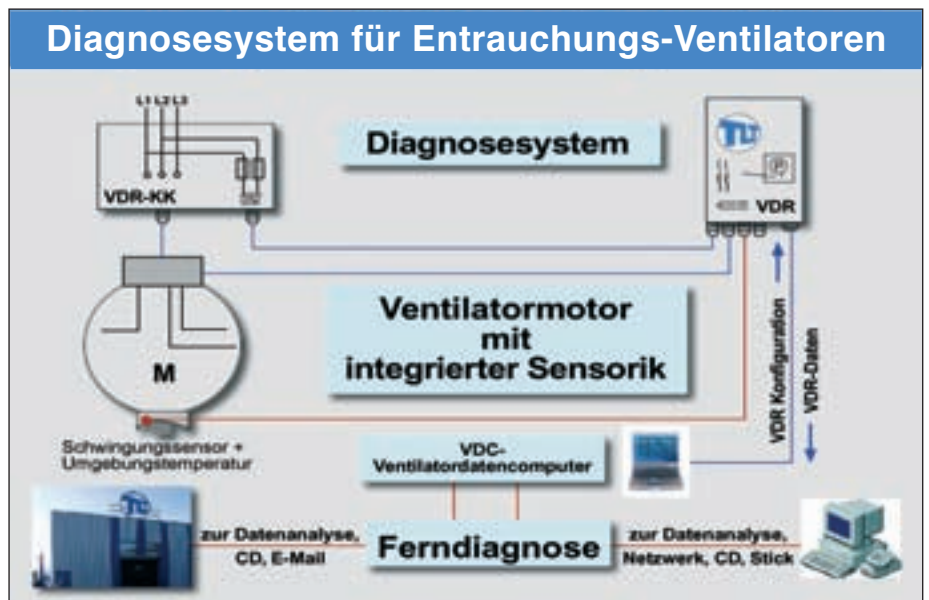 Diagnosesystem für Entrauchungs-Ventilatoren
L1 L2 L3
Diagnosesystem
VDR-KK
TLT
VDR
Ventilatormotor
mit
integrierter Sensorik
M
VDR Konfiguration
VDR-Daten
Schwingungssensor +
Umgebungstemperatur
VDC-
Ventilatordatencomputer
zur Datenanalyse,
CD, E-Mail
Ferndiagnose
zur Datenanalyse,
Netzwerk, CD, Stick